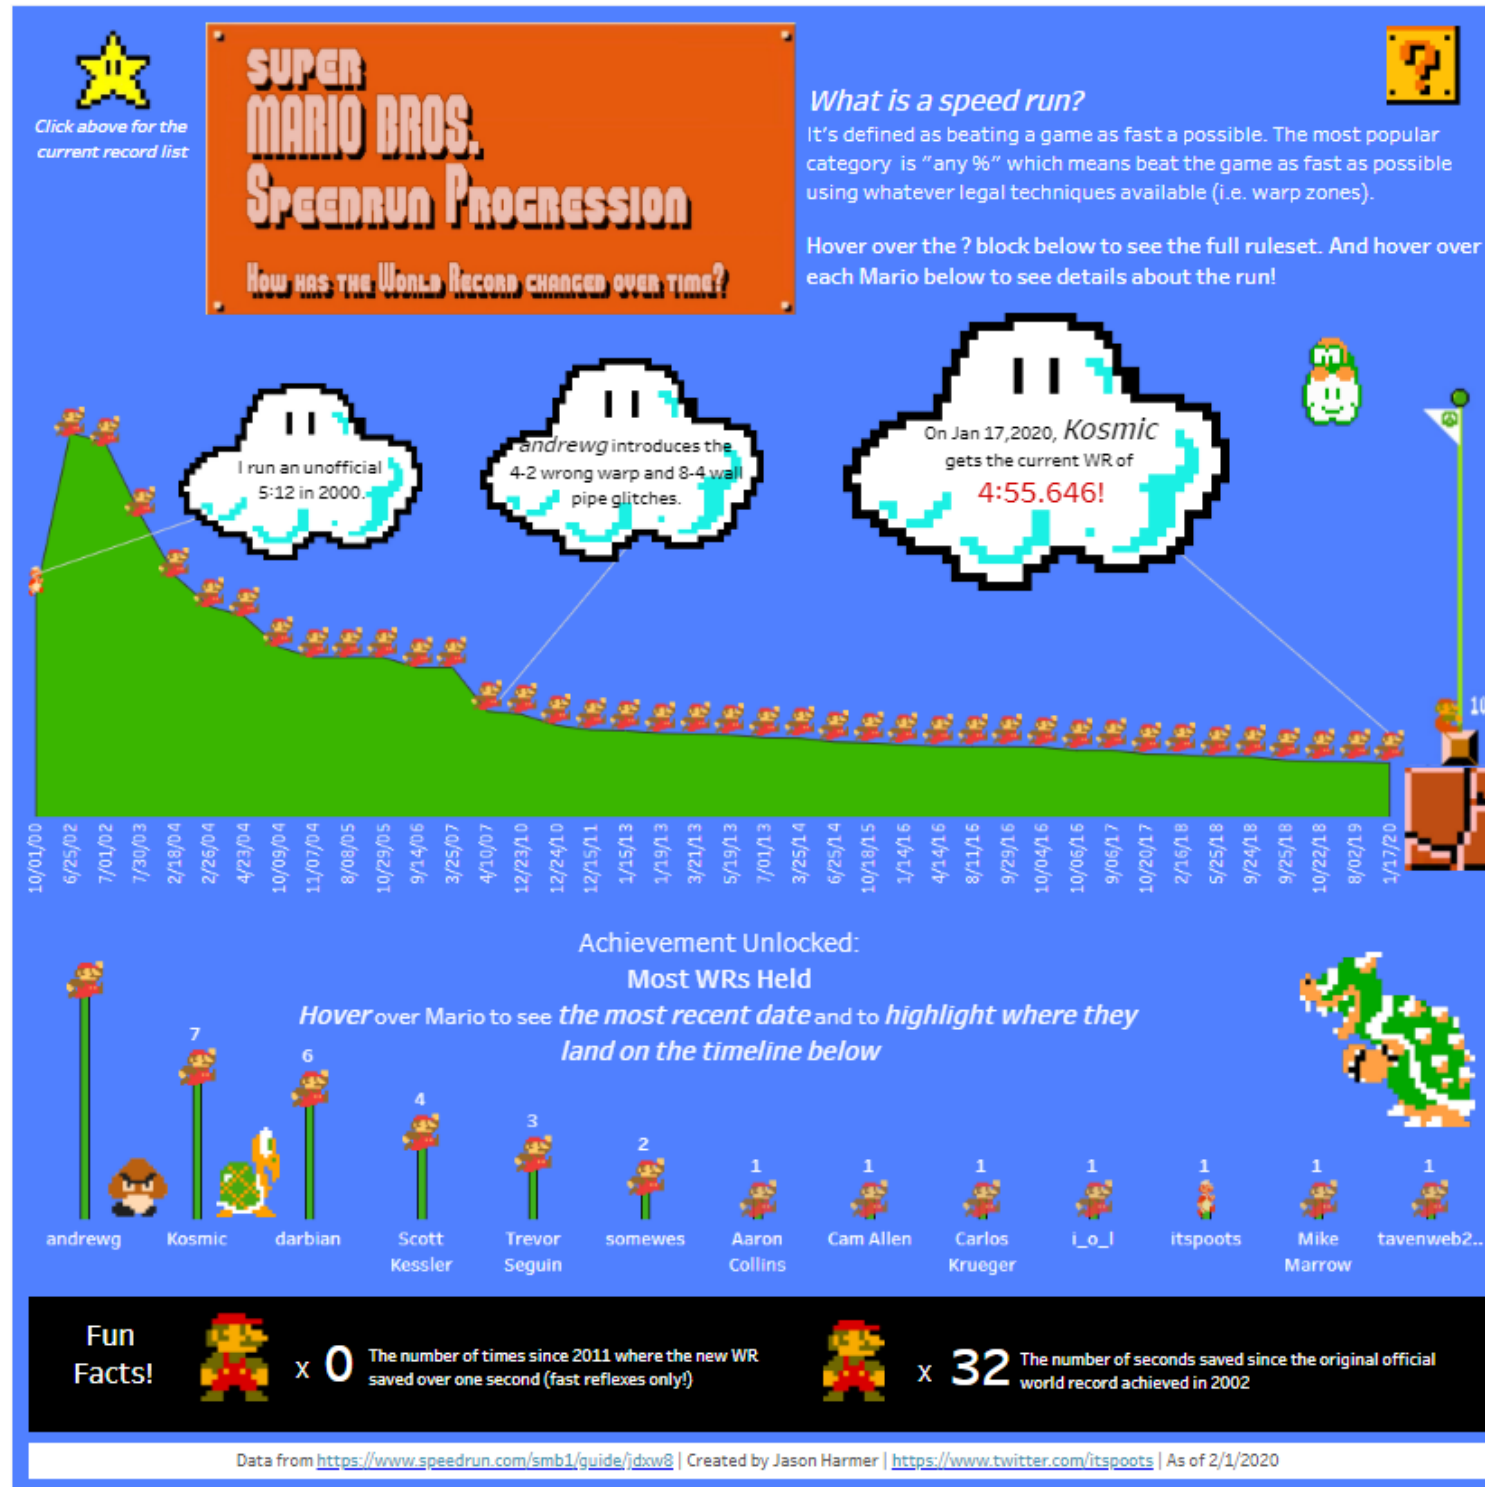 Click above for the
current record list
SUPER
MARIO BROS.
SPEEDRUN PROGRESSION
HOW HAS THE WORLD RECORD CHANGED OVER TIME?
What is a speed run?
It's defined as beating a game as fast a possible. The most popular
category is "any %" which means beat the game as fast as possible
using whatever legal techniques available (i.e. warp zones).
Hover over the ? block below to see the full ruleset. And hover over
each Mario below to see details about the run!
?
I run an unofficial
5:12 in 2000.
andrewg introduces the
4-2 wrong warp and 8-4 wall
pipe glitches.
On Jan 17,2020, Kosmic
gets the current WR of
4:55.646!
10
10/01/00
6/25/02
7/01/02
7/30/03
2/18/04
2/26/04
4/23/04
10/09/04
11/07/04
8/08/05
10/29/05
9/14/06
3/25/07
4/10/07
12/23/10
12/24/10
12/15/11
1/15/13
1/19/13
3/21/13
5/19/13
7/01/13
3/25/14
6/25/14
10/18/15
1/14/16
4/14/16
8/11/16
9/29/16
10/04/16
10/06/16
9/06/17
10/20/17
2/16/18
5/25/18
9/24/18
9/25/18
10/22/18
8/02/19
1/17/20
Achievement Unlocked:
Most WRs Held
Hover over Mario to see the most recent date and to highlight where they
land on the timeline below
7
6
4
3
2
1
1
1
1
1
1
1
andrewg
Kosmic
darbian
Scott
Kessler
Trevor
Seguin
somewes
Aaron
Collins
Cam Allen
Carlos
Krueger
i_o_l
itspoots
Mike
Marrow
tavenweb2..
Fun
Facts!
x 0
The number of times since 2011 where the new WR
saved over one second (fast reflexes only!)
x 32
The number of seconds saved since the original official
world record achieved in 2002
Data from https://www.speedrun.com/smb1/guide/jdxw8 | Created by Jason Harmer | https://www.twitter.com/itspoots | As of 2/1/2020